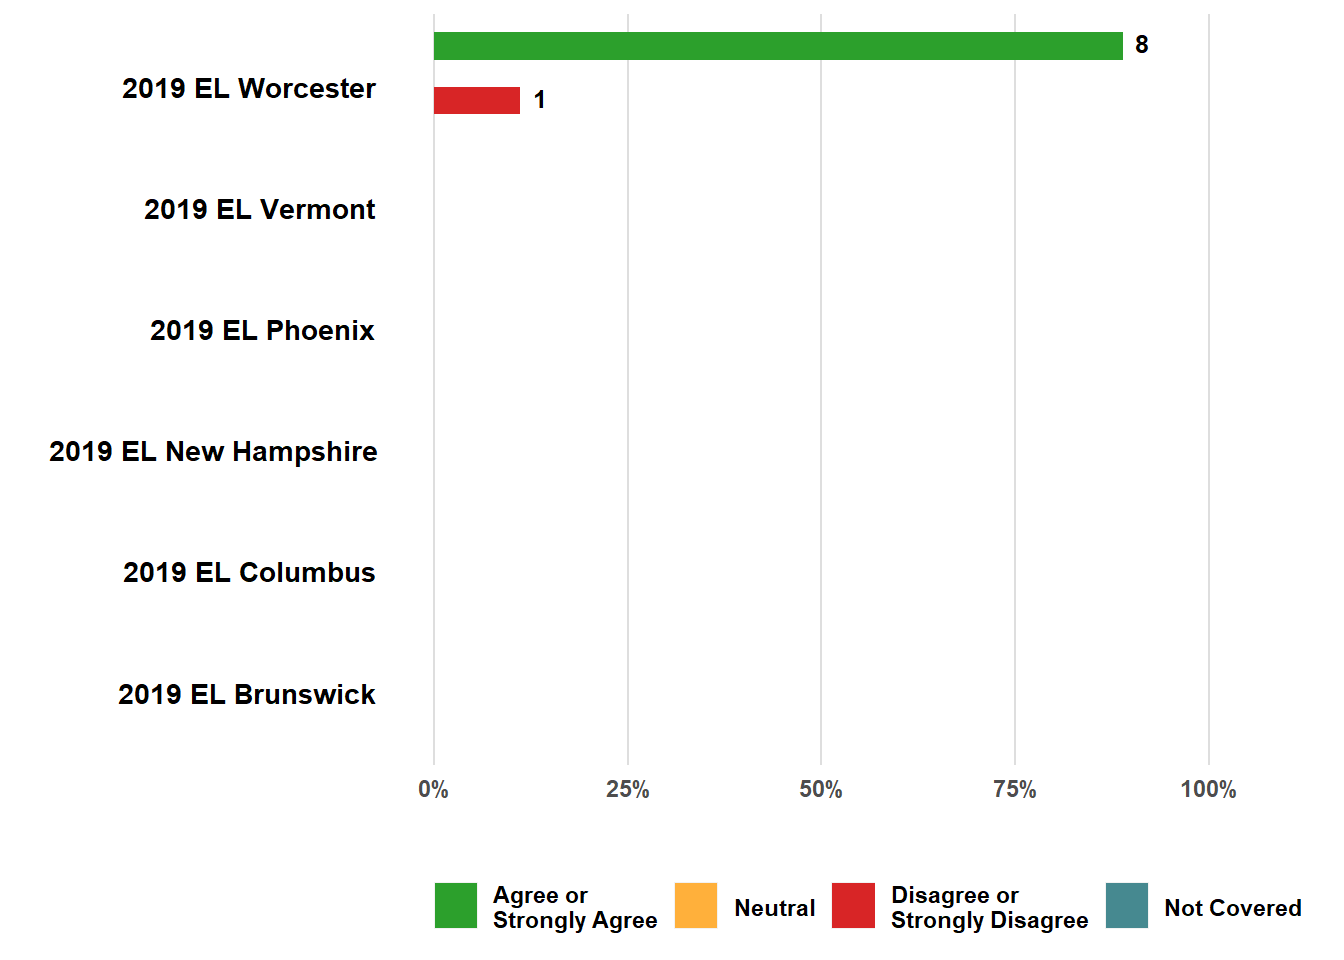 8
2019 EL Worcester
1
2019 EL Vermont
2019 EL Phoenix
2019 EL New Hampshire
2019 EL Columbus
2019 EL Brunswick
0% 25% 50% 75% 100%
Agree or
Strongly Agree
Neutral
Disagree or
Strongly Disagree
Not Covered